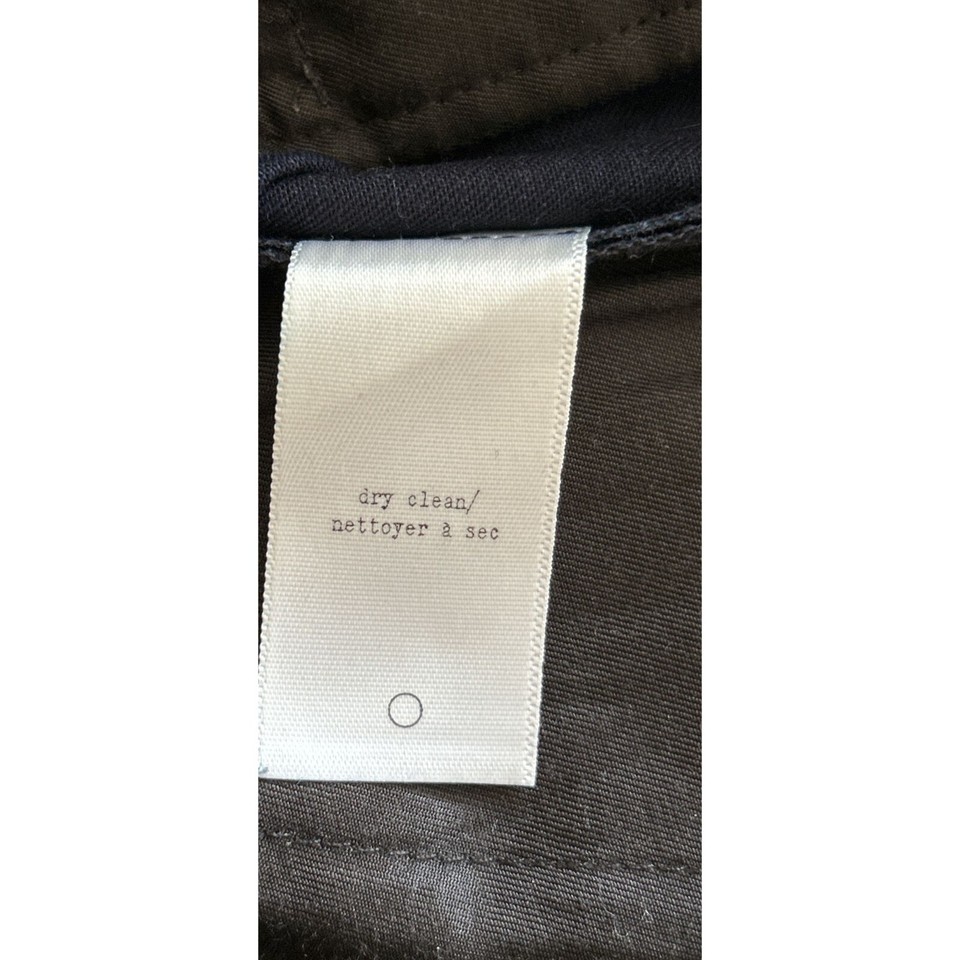 dry clean/
nettoyer à sec